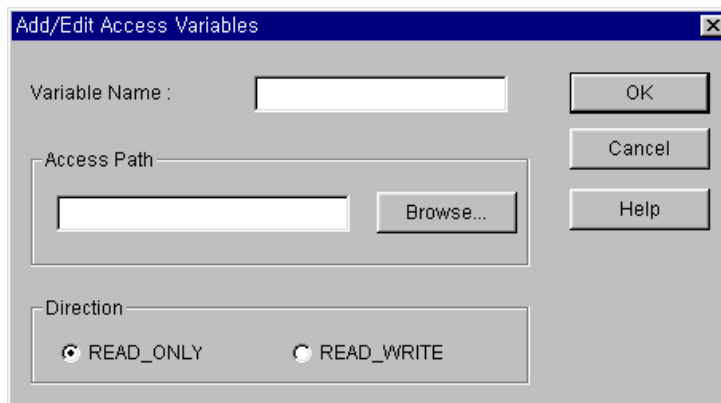 Add/Edit Access Variables
Variable Name :
OK
Access Path
Cancel
Browse...
Help
Direction
READ_ONLY READ_WRITE